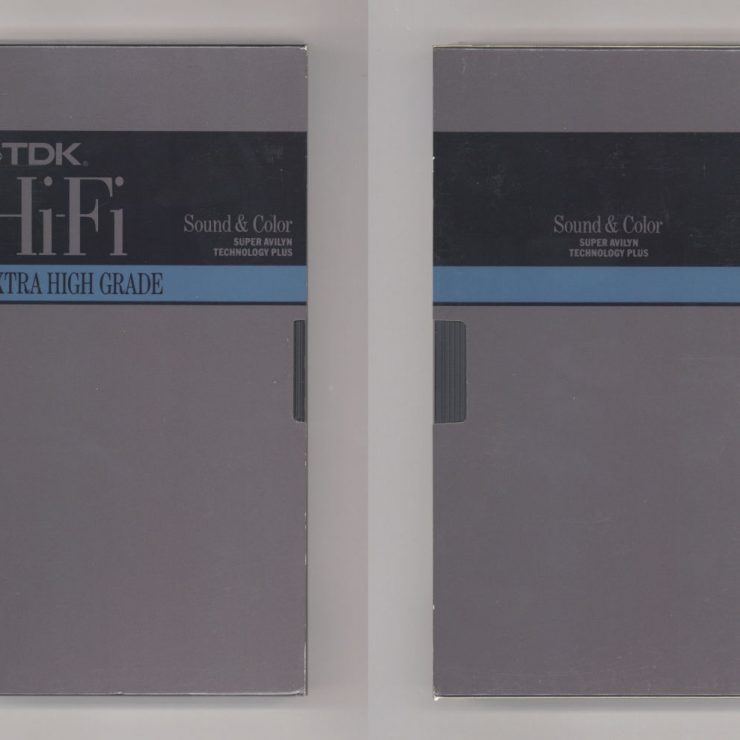 TDK®
Hi-Fi
Sound & Color
SUPER AVILYN
TECHNOLOGY PLUS
XTRA HIGH GRADE
Sound & Color
SUPER AVILYN
TECHNOLOGY PLUS